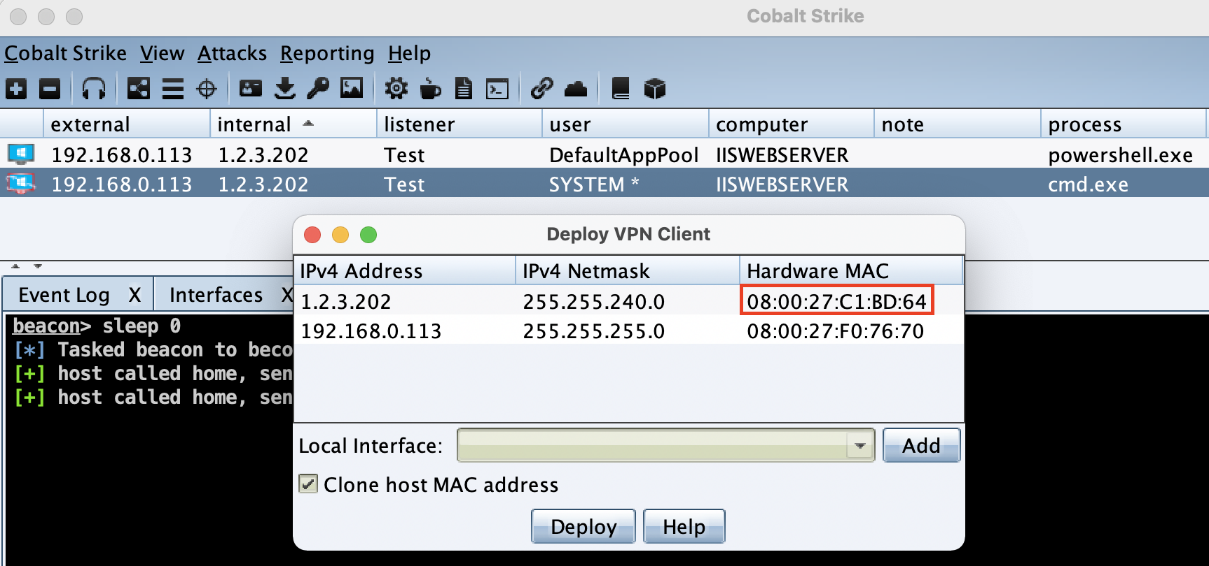 Cobalt Strike
Cobalt Strike View Attacks Reporting Help
external internal listener user computer note process
192.168.0.113 1.2.3.202 Test DefaultAppPool IISWEBSERVER powershell.exe
192.168.0.113 1.2.3.202 Test SYSTEM * IISWEBSERVER cmd.exe
Deploy VPN Client
IPv4 Address IPv4 Netmask Hardware MAC
1.2.3.202 255.255.240.0 08:00:27:C1:BD:64
192.168.0.113 255.255.255.0 08:00:27:F0:76:70
Local Interface: Add
Clone host MAC address
Deploy Help
Event Log X Interfaces X
beacon> sleep 0
[*] Tasked beacon to beco
[+] host called home, sen
[+] host called home, sen